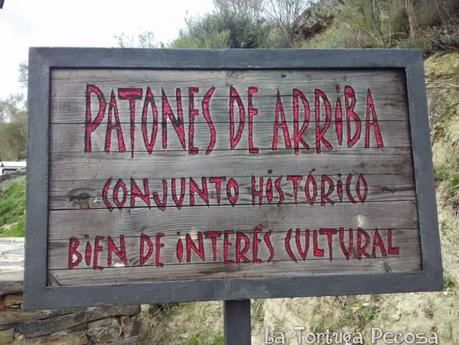 PATONES DE ARRIBA
CONJUNTO HISTÓRICO
BIEN DE INTERÉS CULTURAL
La Tortuga Pecosa